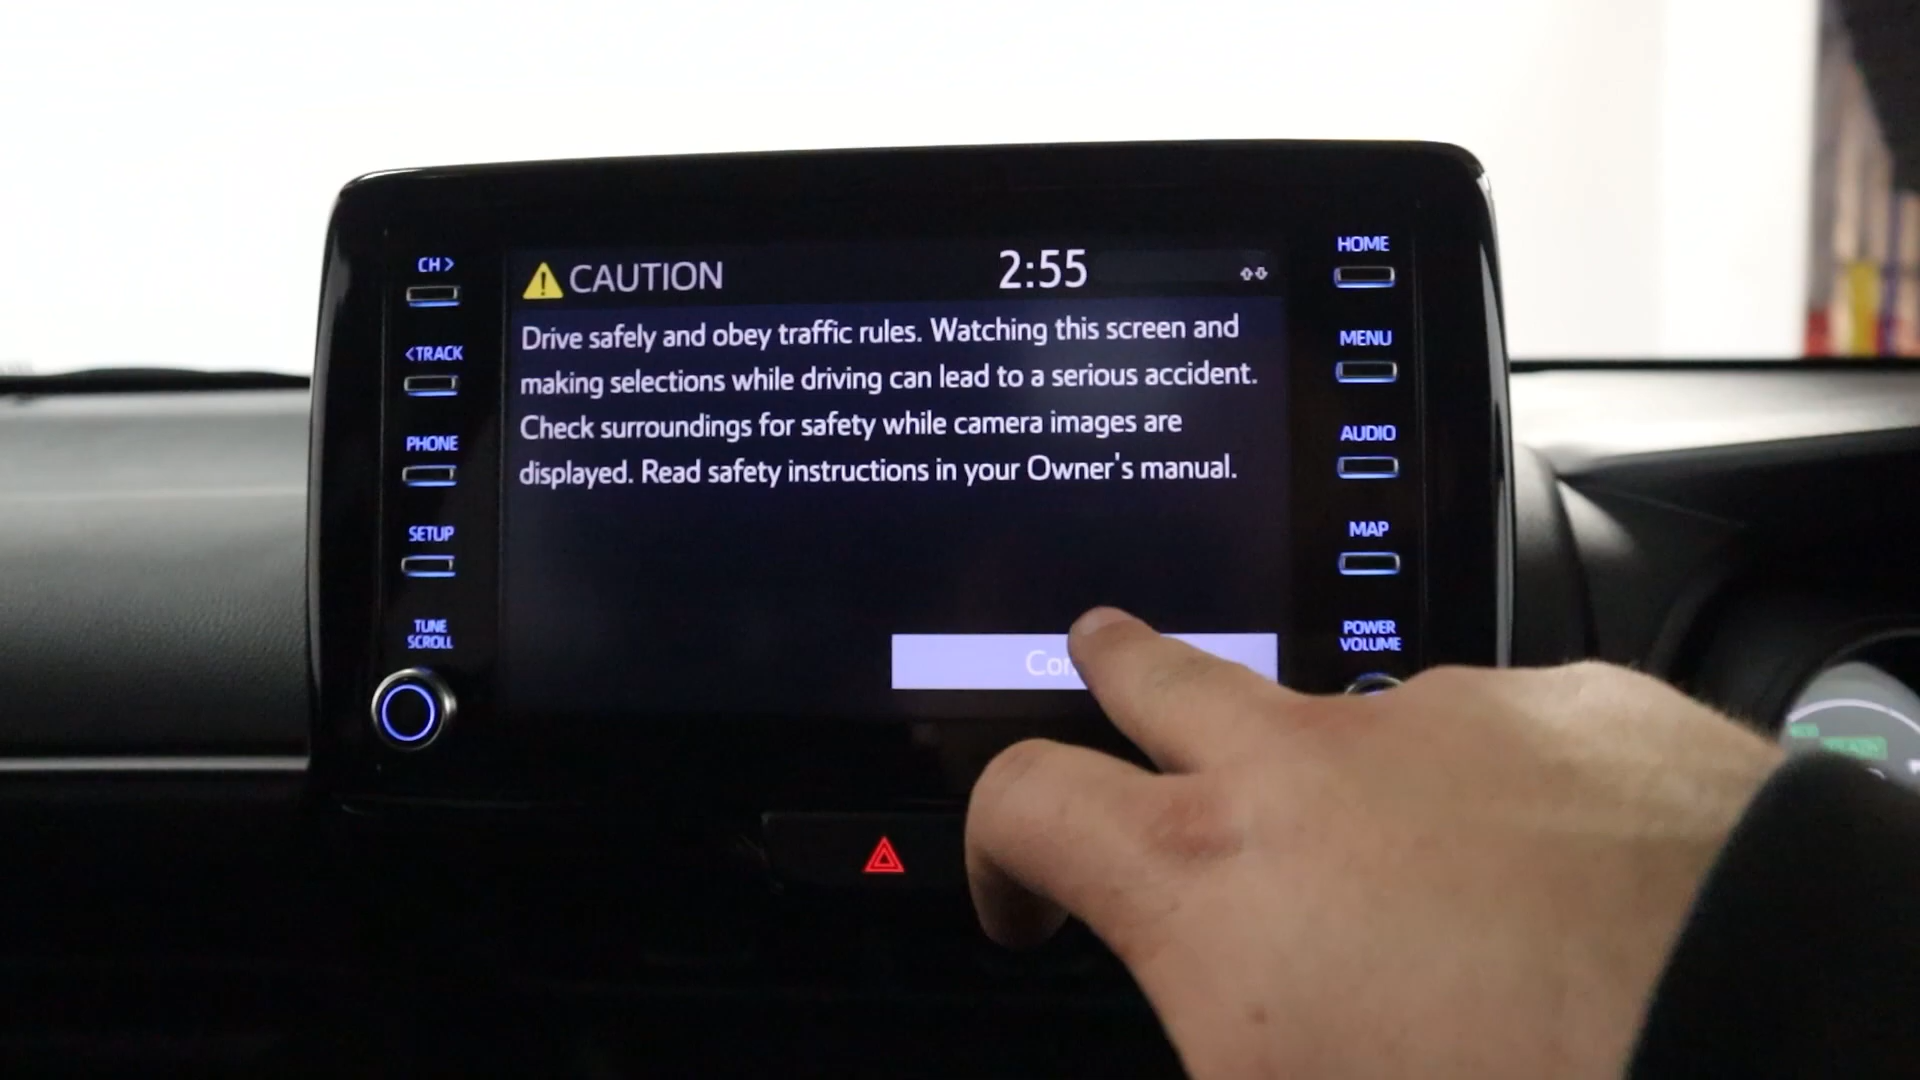 CH >
<TRACK
PHONE
SETUP
TUNE
SCROLL
CAUTION
2:55
Drive safely and obey traffic rules. Watching this screen and
making selections while driving can lead to a serious accident.
Check surroundings for safety while camera images are
displayed. Read safety instructions in your Owner's manual.
HOME
MENU
AUDIO
MAP
POWER
VOLUME